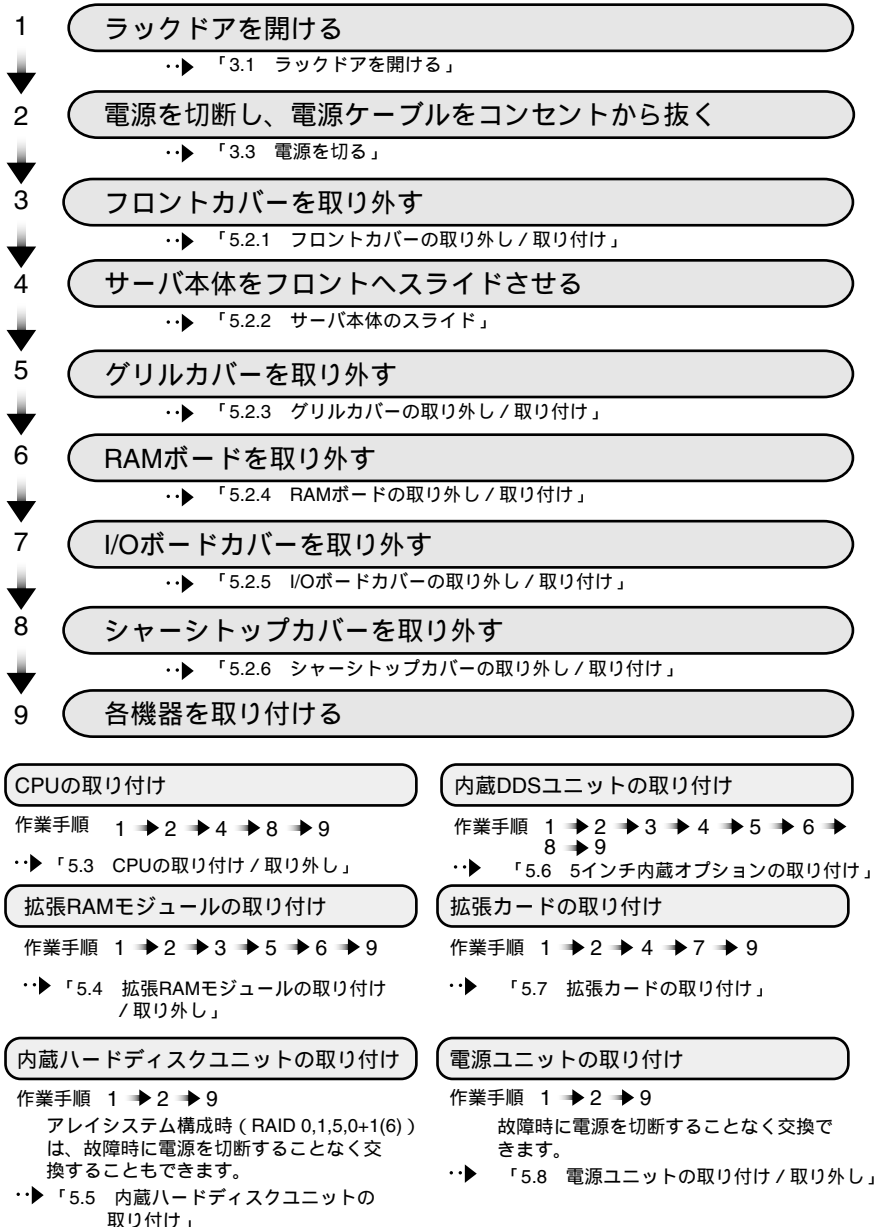 1 ラックドアを開ける
「3.1 ラックドアを開ける」
2 電源を切断し、電源ケーブルをコンセントから抜く
「3.3 電源を切る」
3 フロントカバーを取り外す
「5.2.1 フロントカバーの取り外し / 取り付け」
4 サーバ本体をフロントへスライドさせる
「5.2.2 サーバ本体のスライド」
5 グリルカバーを取り外す
「5.2.3 グリルカバーの取り外し / 取り付け」
6 RAMボードを取り外す
「5.2.4 RAMボードの取り外し / 取り付け」
7 I/Oボードカバーを取り外す
「5.2.5 I/Oボードカバーの取り外し / 取り付け」
8 シャーシトップカバーを取り外す
「5.2.6 シャーシトップカバーの取り外し / 取り付け」
9 各機器を取り付ける
CPUの取り付け
作業手順 1 → 2 → 4 → 8 → 9
「5.3 CPUの取り付け / 取り外し」
拡張RAMモジュールの取り付け
作業手順 1 → 2 → 3 → 5 → 6 → 9
「5.4 拡張RAMモジュールの取り付け
/ 取り外し」
内蔵ハードディスクユニットの取り付け
作業手順 1 → 2 → 9
アレイシステム構成時 ( RAID 0,1,5,0+1(6) )
は、故障時に電源を切断することなく交
換することもできます。
「5.5 内蔵ハードディスクユニットの
取り付け」
内蔵DDSユニットの取り付け
作業手順 1 → 2 → 3 → 4 → 5 → 6 →
8 → 9
「5.6 5インチ内蔵オプションの取り付け」
拡張カードの取り付け
作業手順 1 → 2 → 4 → 7 → 9
「5.7 拡張カードの取り付け」
電源ユニットの取り付け
作業手順 1 → 2 → 9
故障時に電源を切断することなく交換で
きます。
「5.8 電源ユニットの取り付け / 取り外し」